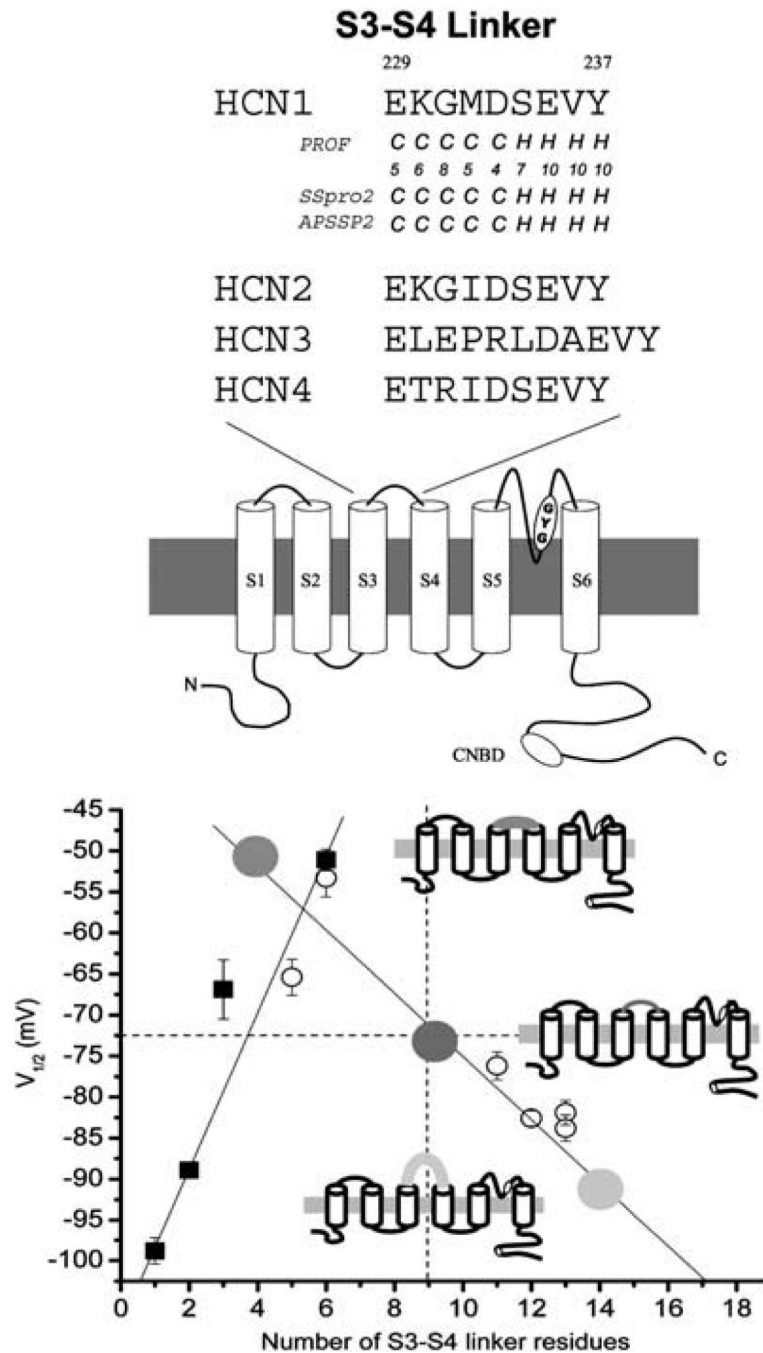 S3-S4 Linker
229 237
HCN1 EKGMDSEVY
PROF C C C C C H H H H
5 6 8 5 4 7 10 10 10
SSpro2 C C C C C H H H H
APSSP2 C C C C C H H H H
HCN2 EKGIDSEVY
HCN3 ELEPRLDAEVY
HCN4 ETRIDSEVY
GYG
S1 S2 S3 S4 S5 S6
N
CNBD C
-45
-50
-55
-60
-65
-70
-75
-80
-85
-90
-95
-100
V1/2 (mV)
0 2 4 6 8 10 12 14 16 18
Number of S3-S4 linker residues